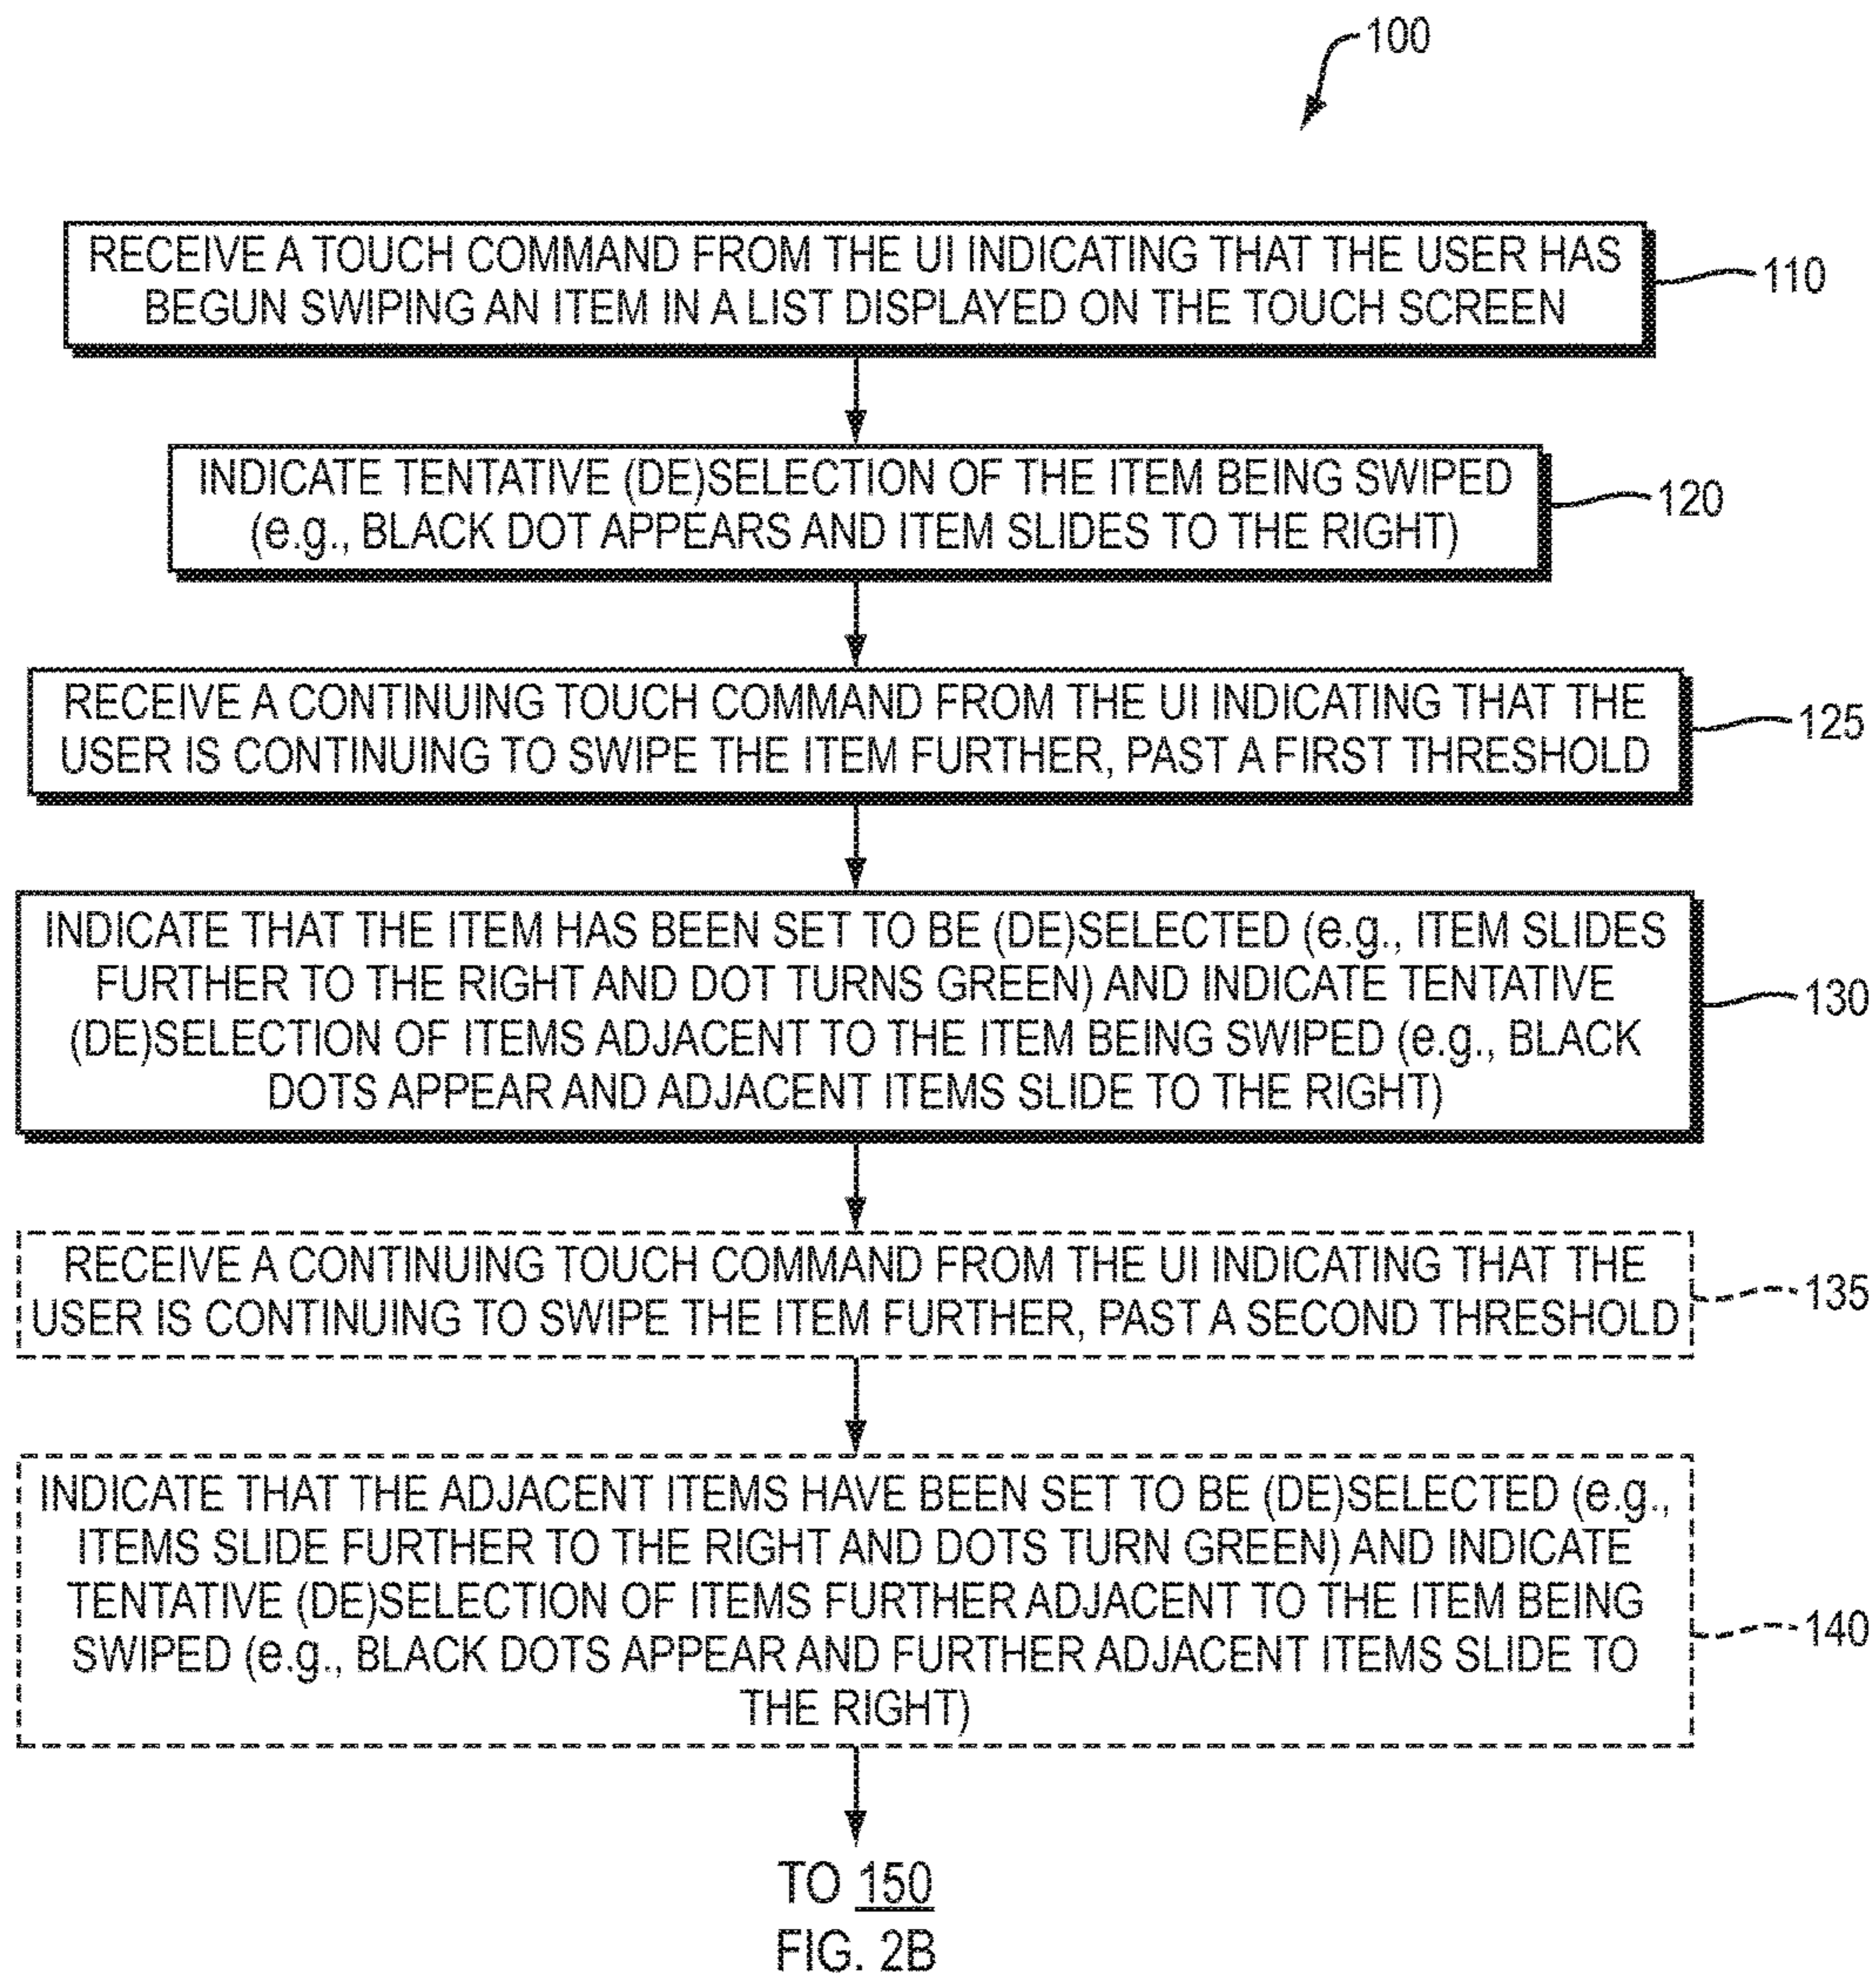 100
RECEIVE A TOUCH COMMAND FROM THE UI INDICATING THAT THE USER HAS
BEGUN SWIPING AN ITEM IN A LIST DISPLAYED ON THE TOUCH SCREEN
110
INDICATE TENTATIVE (DE)SELECTION OF THE ITEM BEING SWIPED
(e.g., BLACK DOT APPEARS AND ITEM SLIDES TO THE RIGHT)
120
RECEIVE A CONTINUING TOUCH COMMAND FROM THE UI INDICATING THAT THE
USER IS CONTINUING TO SWIPE THE ITEM FURTHER, PAST A FIRST THRESHOLD
125
INDICATE THAT THE ITEM HAS BEEN SET TO BE (DE)SELECTED (e.g., ITEM SLIDES
FURTHER TO THE RIGHT AND DOT TURNS GREEN) AND INDICATE TENTATIVE
(DE)SELECTION OF ITEMS ADJACENT TO THE ITEM BEING SWIPED (e.g., BLACK
DOTS APPEAR AND ADJACENT ITEMS SLIDE TO THE RIGHT)
130
RECEIVE A CONTINUING TOUCH COMMAND FROM THE UI INDICATING THAT THE
USER IS CONTINUING TO SWIPE THE ITEM FURTHER, PAST A SECOND THRESHOLD
135
INDICATE THAT THE ADJACENT ITEMS HAVE BEEN SET TO BE (DE)SELECTED (e.g.,
ITEMS SLIDE FURTHER TO THE RIGHT AND DOTS TURN GREEN) AND INDICATE
TENTATIVE (DE)SELECTION OF ITEMS FURTHER ADJACENT TO THE ITEM BEING
SWIPED (e.g., BLACK DOTS APPEAR AND FURTHER ADJACENT ITEMS SLIDE TO
THE RIGHT)
140
TO 150
FIG. 2B